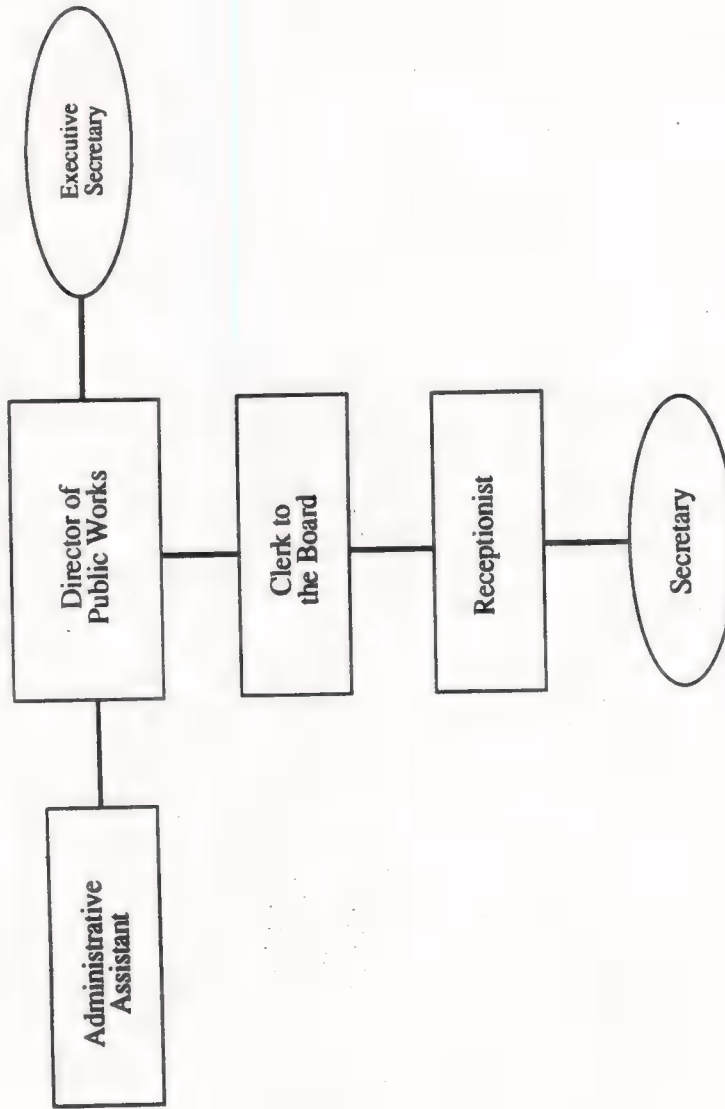 Administrative
Assistant
Director of
Public Works
Executive
Secretary
Clerk to
the Board
Receptionist
Secretary